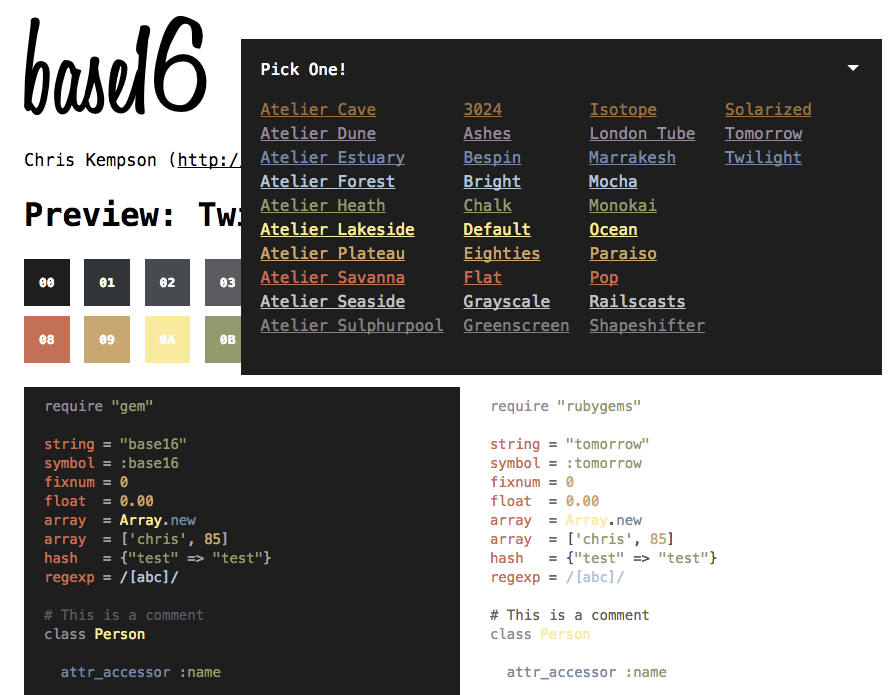 base16
Pick One!
Atelier Cave 3024 Isotope Solarized
Atelier Dune Ashes London Tube Tomorrow
Atelier Estuary Bespin Marrakesh Twilight
Atelier Forest Bright Mocha
Atelier Heath Chalk Monokai
Atelier Lakeside Default Ocean
Atelier Plateau Eighties Paraiso
Atelier Savanna Flat Pop
Atelier Seaside Grayscale Railscasts
Atelier Sulphurpool Greenscreen Shapeshifter
Chris Kempson (http:/
Preview: Twi
00 01 02 03
08 09 0A 0B
require "gem"
string = "base16"
symbol = :base16
fixnum = 0
float  = 0.00
array  = Array.new
array  = ['chris', 85]
hash   = {"test" => "test"}
regexp = /[abc]/
# This is a comment
class Person
attr_accessor :name
require "rubygems"
string = "tomorrow"
symbol = :tomorrow
fixnum = 0
float  = 0.00
array  = Array.new
array  = ['chris', 85]
hash   = {"test" => "test"}
regexp = /[abc]/
# This is a comment
class Person
attr_accessor :name